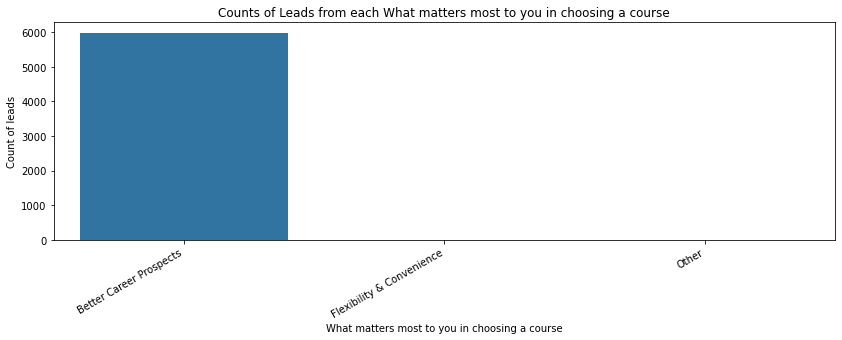 Counts of Leads from each What matters most to you in choosing a course
Count of leads
6000
5000
4000
3000
2000
1000
0
Better Career Prospects
Flexibility & Convenience
Other
What matters most to you in choosing a course